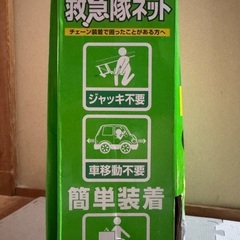 救急隊ネット
チェーン装着で困ったことがある方へ
ジャッキ不要
車移動不要
簡単装着